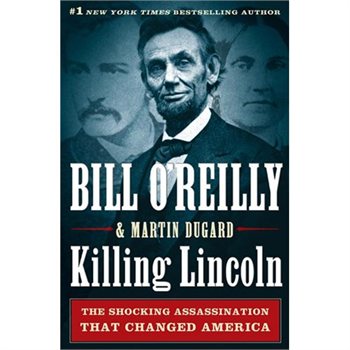 #1 NEW YORK TIMES BESTSELLING AUTHOR
BILL O'REILLY
& MARTIN DUGARD
Killing Lincoln
THE SHOCKING ASSASSINATION
THAT CHANGED AMERICA